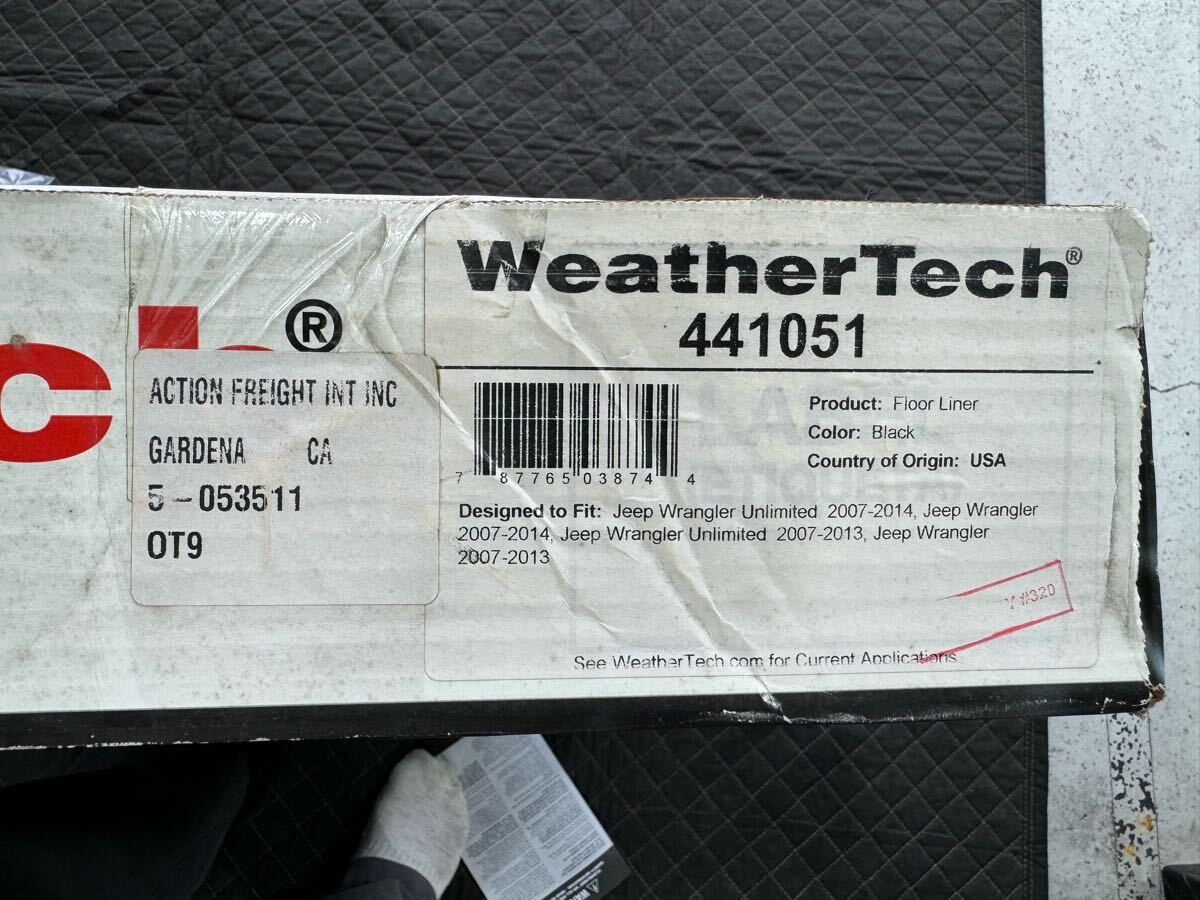 ch®
ACTION FREIGHT INT INC
GARDENA CA
5-053511
OT9
WeatherTech®
441051
7 87765 03874 4
Product: Floor Liner
Color: Black
Country of Origin: USA
Designed to Fit: Jeep Wrangler Unlimited 2007-2014, Jeep Wrangler
2007-2014, Jeep Wrangler Unlimited 2007-2013, Jeep Wrangler
2007-2013
Y #320
See WeatherTech.com for Current Applications